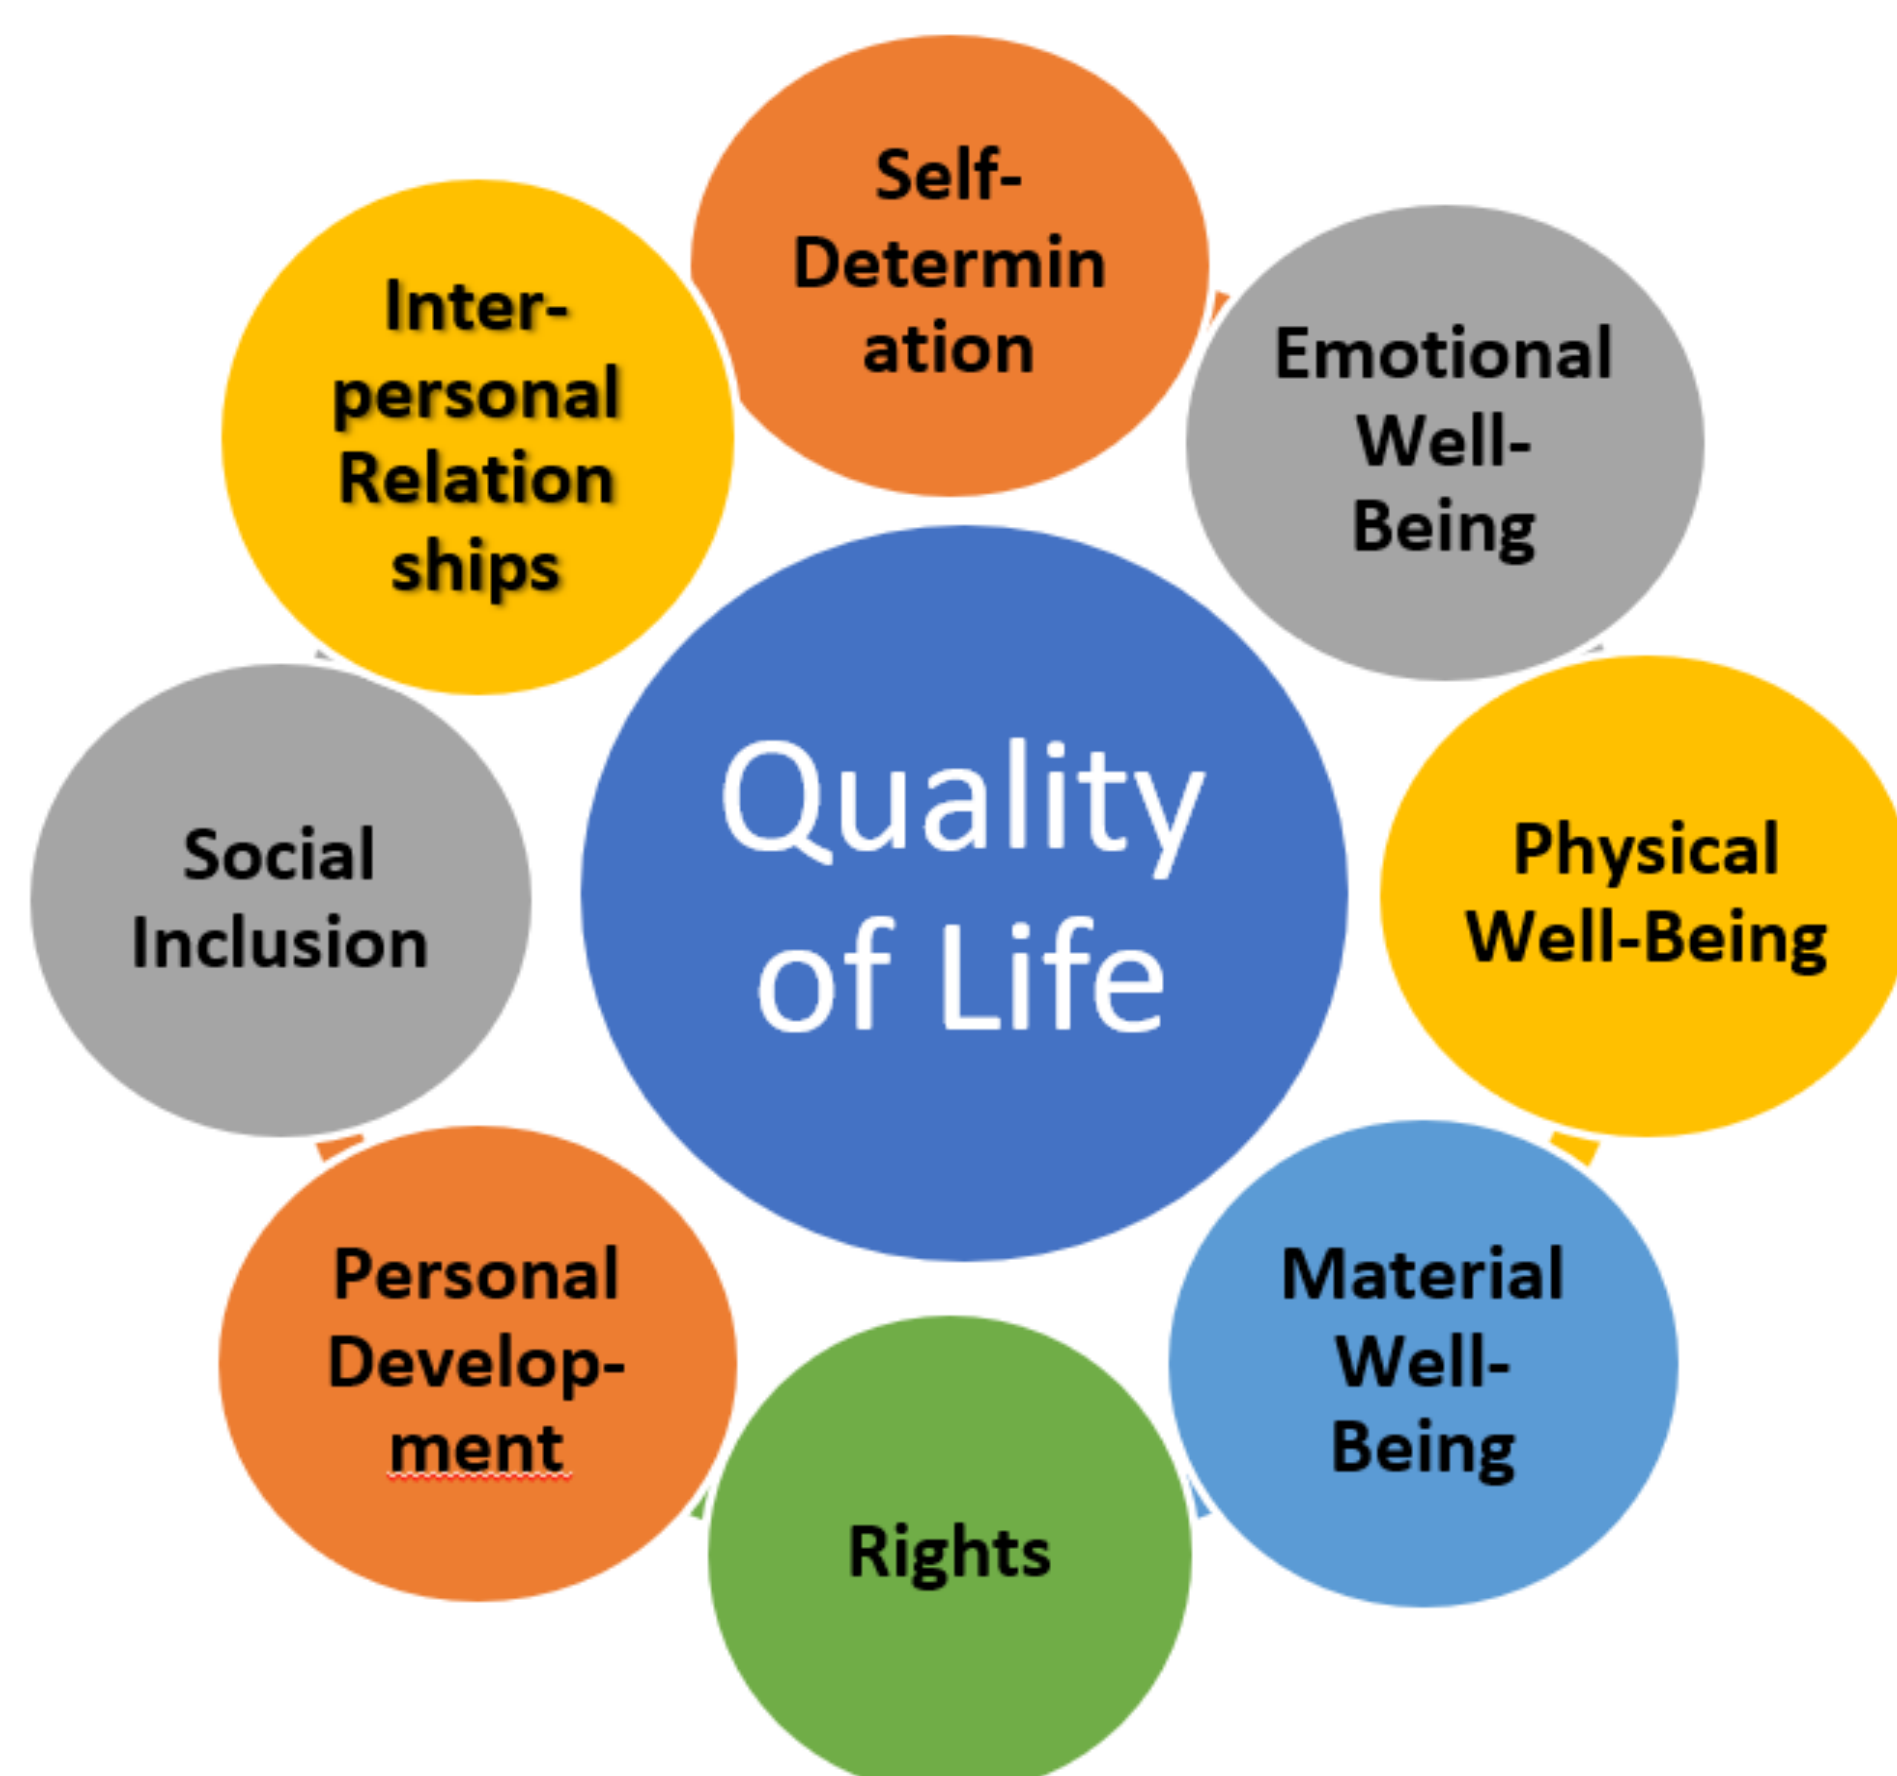 Self-
Determin
ation
Emotional
Well-
Being
Physical
Well-Being
Material
Well-
Being
Rights
Personal
Develop-
ment
Social
Inclusion
Inter-
personal
Relation
ships
Quality
of Life